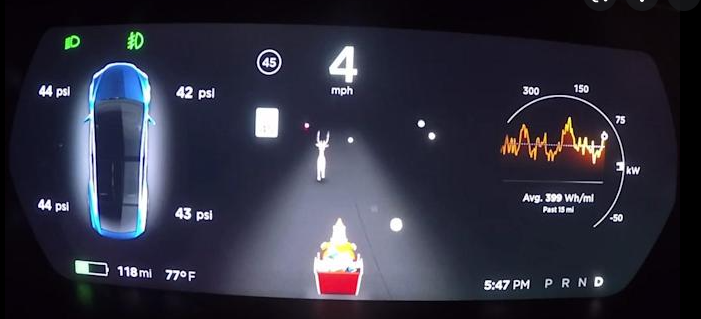 45
4
mph
44 psi
42 psi
44 psi
43 psi
118 mi
77°F
300
150
75
kW
-50
Avg. 399 Wh/mi
Past 15 mi
5:47 PM
P R N D